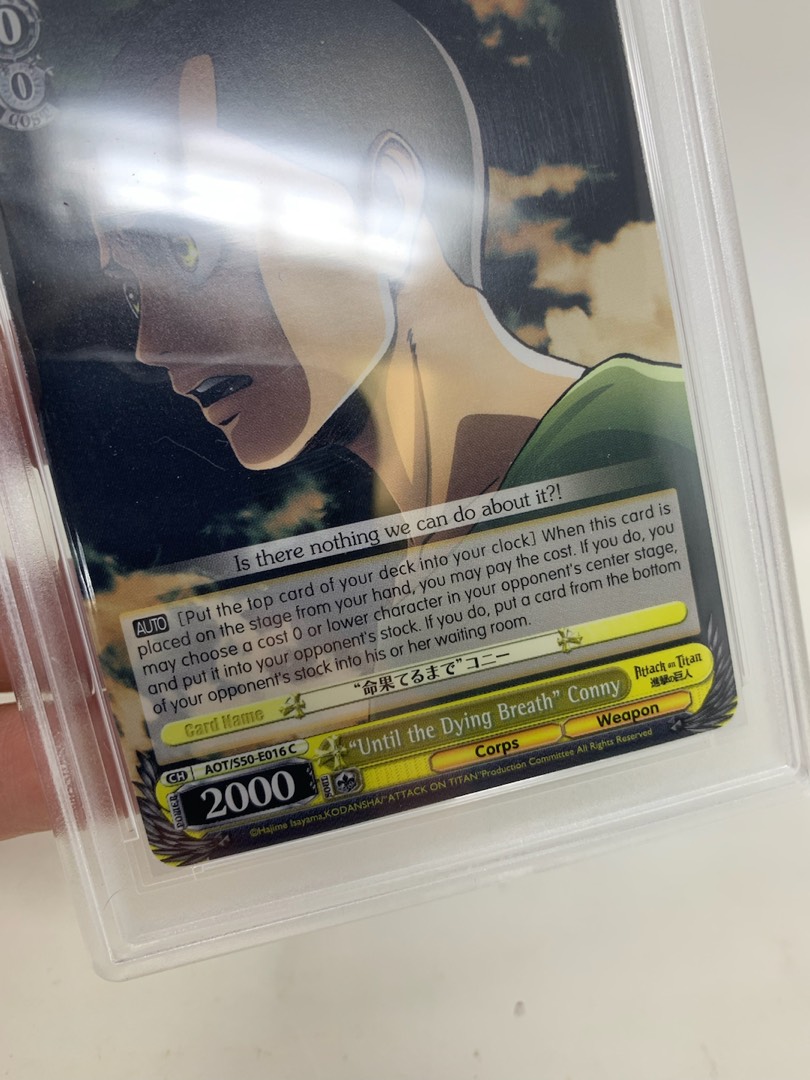 0
0
COST
Is there nothing we can do about it?!
AUTO [Put the top card of your deck into your clock] When this card is
placed on the stage from your hand, you may pay the cost. If you do, you
may choose a cost 0 or lower character in your opponent's center stage,
and put it into your opponent's stock. If you do, put a card from the bottom
of your opponent's stock into his or her waiting room.
Card Name "命果てるまで"コニー
Attack on Titan
進撃の巨人
CH AOT/S50-E016 C
"Until the Dying Breath" Conny
POWER 2000 SOUL
Corps Weapon
©Hajime Isayama,KODANSHA/"ATTACK ON TITAN"Production Committee All Rights Reserved